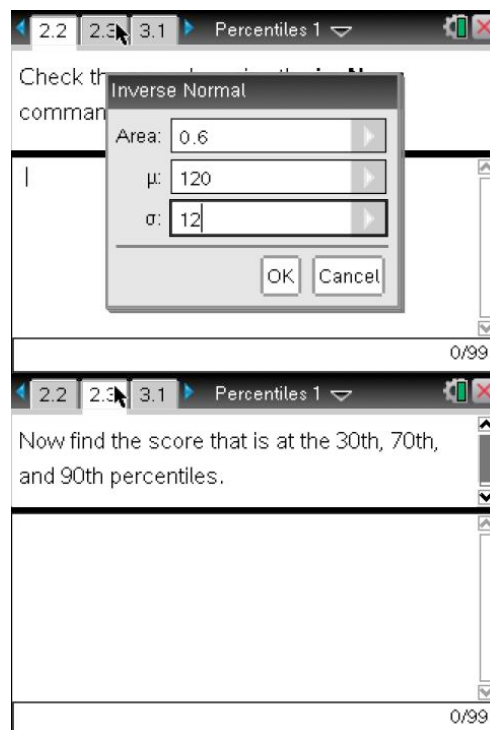 2.2 2.3 3.1 Percentiles 1
Check th
comman
Inverse Normal
Area: 0.6
μ: 120
σ: 12
OK Cancel
0/99
2.2 2.3 3.1 Percentiles 1
Now find the score that is at the 30th, 70th,
and 90th percentiles.
0/99